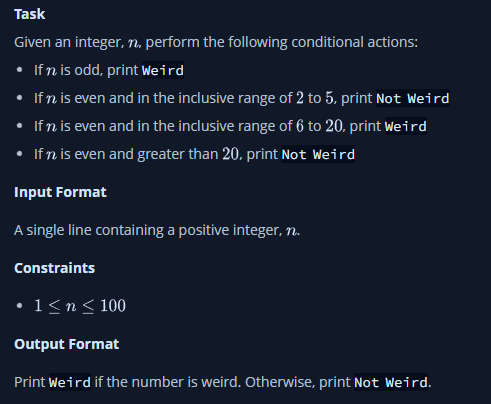 Task
Given an integer, n, perform the following conditional actions:
• If n is odd, print Weird
• If n is even and in the inclusive range of 2 to 5, print Not Weird
• If n is even and in the inclusive range of 6 to 20, print Weird
• If n is even and greater than 20, print Not Weird
Input Format
A single line containing a positive integer, n.
Constraints
• 1 ≤ n ≤ 100
Output Format
Print Weird if the number is weird. Otherwise, print Not Weird.